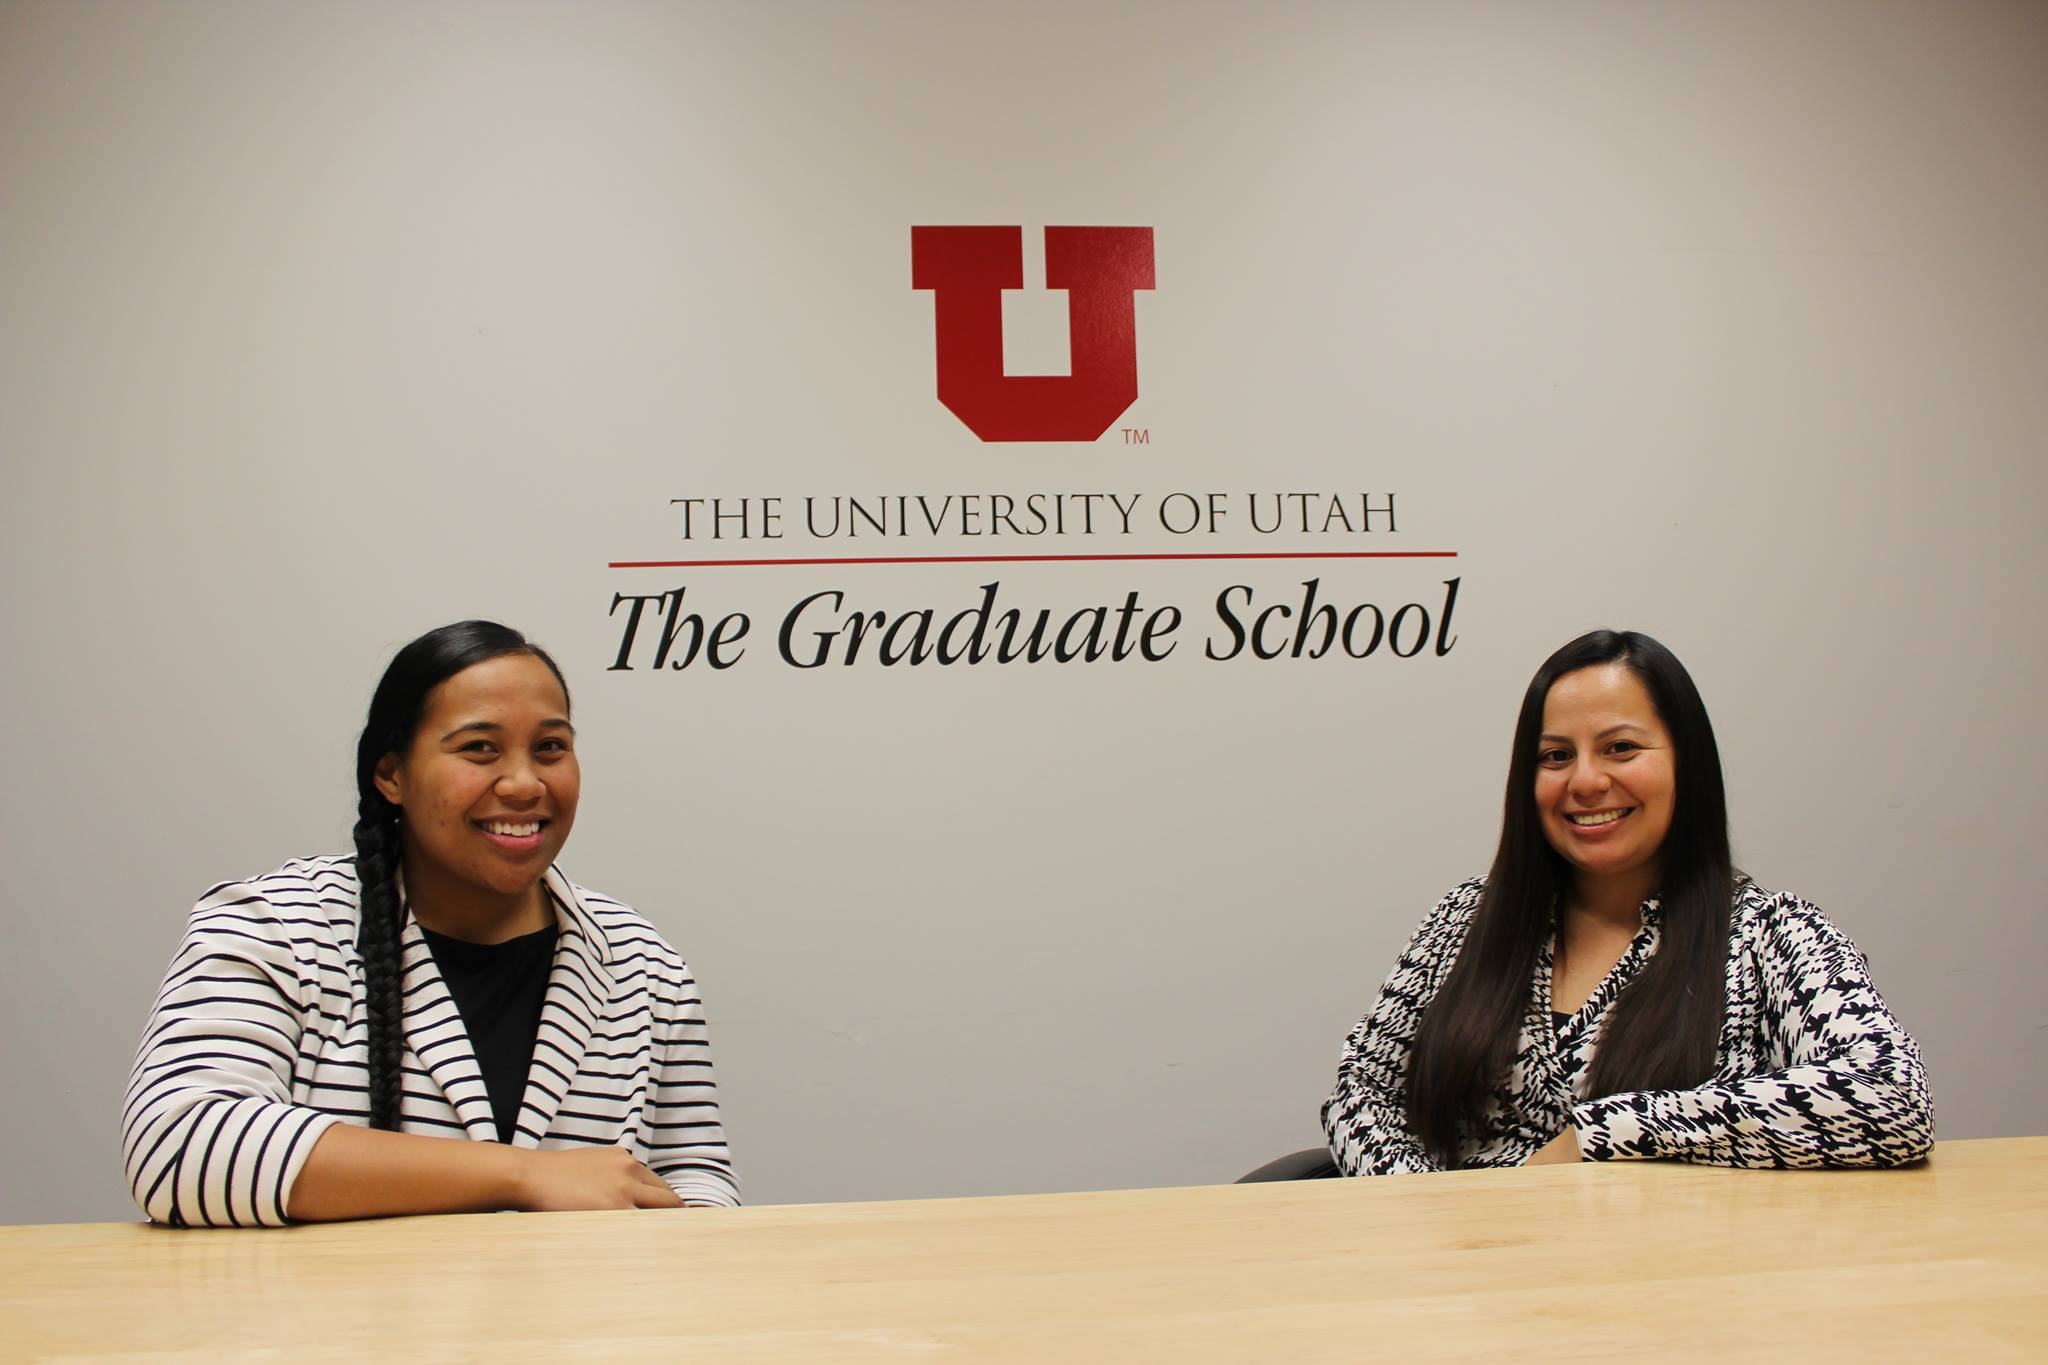 U
TM
THE UNIVERSITY OF UTAH
The Graduate School